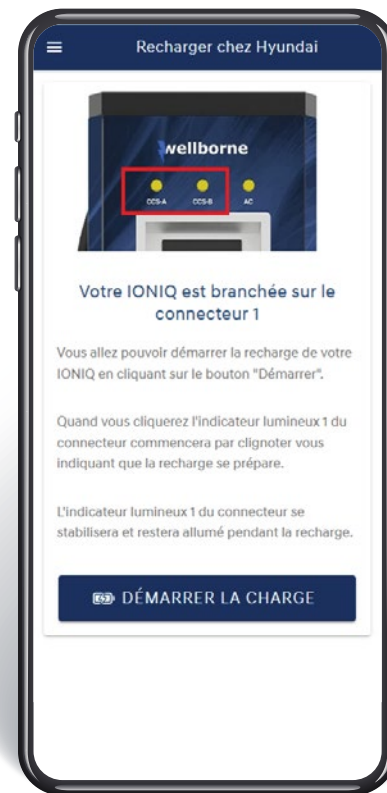 Recharger chez Hyundai
wellborne
CCS-A CCS-B AC
Votre IONIQ est branchée sur le
connecteur 1
Vous allez pouvoir démarrer la recharge de votre
IONIQ en cliquant sur le bouton "Démarrer".
Quand vous cliquerez l'indicateur lumineux 1 du
connecteur commencera par clignoter vous
indiquant que la recharge se prépare.
L'indicateur lumineux 1 du connecteur se
stabilisera et restera allumé pendant la recharge.
DÉMARRER LA CHARGE